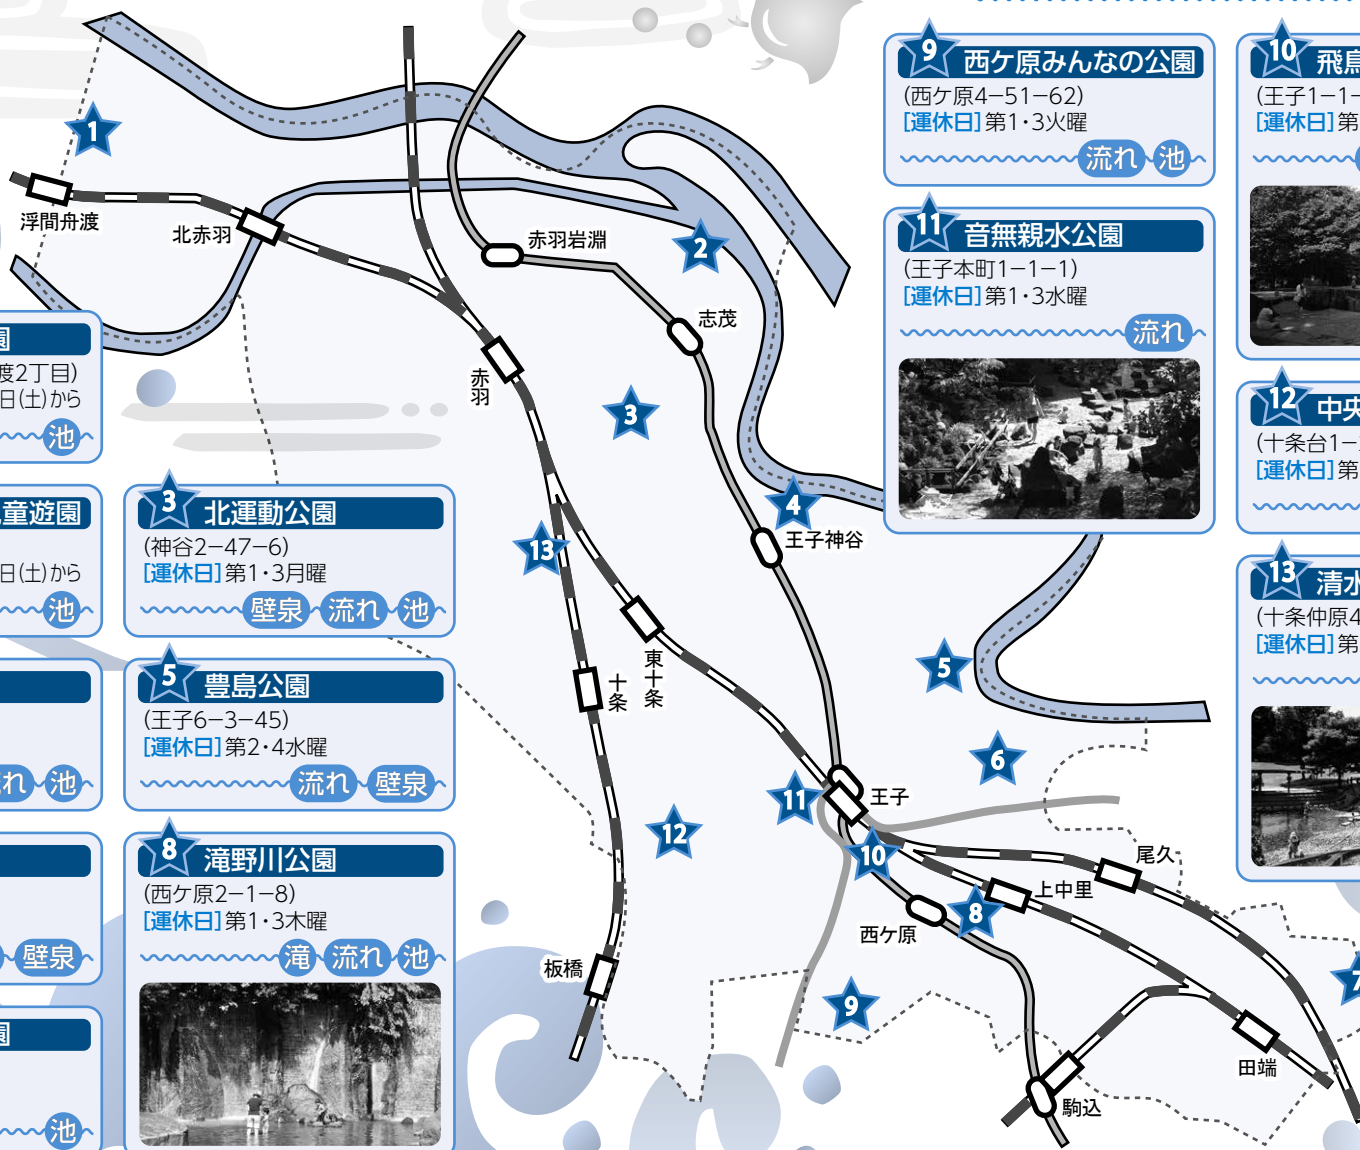 9
西ケ原みんなの公園
(西ケ原4−51−62)
[運休日]第1・3火曜
流れ 池
10
飛鳥
(王子1−1−
[運休日]第
11
音無親水公園
(王子本町1−1−1)
[運休日]第1・3水曜
流れ
12
中央
(十条台1−
[運休日]第
13
清水
(十条仲原4
[運休日]第
園
渡2丁目)
日(土)から
池
童遊園
日(土)から
池
れ 池
壁泉
園
池
3
北運動公園
(神谷2−47−6)
[運休日]第1・3月曜
壁泉 流れ 池
5
豊島公園
(王子6−3−45)
[運休日]第2・4水曜
流れ 壁泉
8
滝野川公園
(西ケ原2−1−8)
[運休日]第1・3木曜
滝 流れ 池
1
浮間舟渡
北赤羽
赤羽岩淵
2
志茂
赤羽
3
4
王子神谷
13
東十条
十条
5
6
11
王子
12
10
尾久
上中里
8
西ケ原
板橋
9
7
田端
駒込